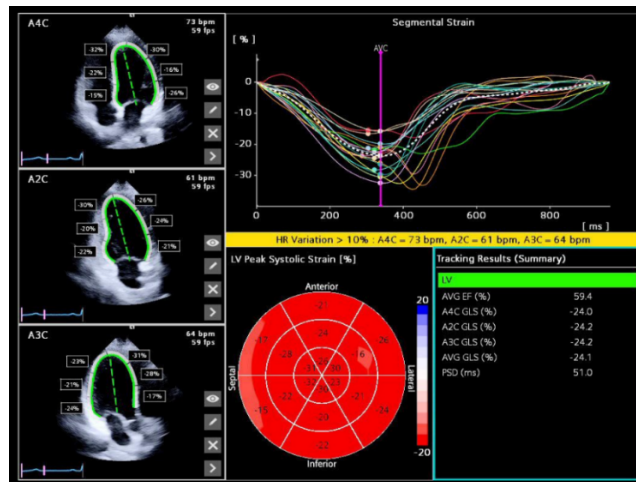 A4C
73 bpm
59 fps
-32%
-30%
-22%
-16%
-15%
-26%
A2C
61 bpm
59 fps
-30%
-26%
-20%
-24%
-22%
-21%
A3C
64 bpm
59 fps
-23%
-31%
-21%
-28%
-24%
-17%
Segmental Strain
[ % ]
AVC
0
-10
-20
-30
0
200
400
600
800
[ ms ]
HR Variation > 10% : A4C = 73 bpm, A2C = 61 bpm, A3C = 64 bpm
LV Peak Systolic Strain [%]
Anterior
Septal
Lateral
Inferior
-21
-17
-28
-16
-26
-15
-22
-24
-20
-22
20
0
-20
Tracking Results (Summary)
LV
AVG EF (%) 59.4
A4C GLS (%) -24.0
A2C GLS (%) -24.2
A3C GLS (%) -24.2
AVG GLS (%) -24.1
PSD (ms) 51.0